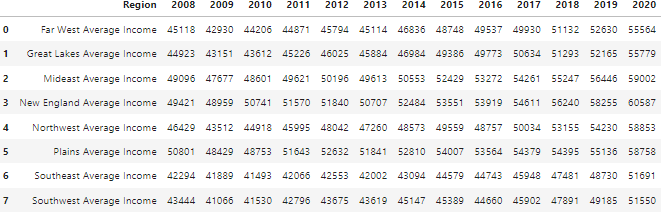 Region 2008 2009 2010 2011 2012 2013 2014 2015 2016 2017 2018 2019 2020
0 Far West Average Income 45118 42930 44206 44871 45794 45114 46836 48748 49537 49930 51132 52630 55564
1 Great Lakes Average Income 44923 43151 43612 45226 46025 45884 46984 49386 49773 50634 51293 52165 55779
2 Mideast Average Income 49096 47677 48601 49621 50196 49613 50553 52429 53272 54261 55247 56446 59002
3 New England Average Income 49421 48959 50741 51570 51840 50707 52484 53551 53919 54611 56240 58255 60587
4 Northwest Average Income 46429 43512 44918 45995 48042 47260 48573 49559 48757 50034 53155 54230 58853
5 Plains Average Income 50801 48429 48753 51643 52632 51841 52810 54007 53564 54379 54395 55136 58758
6 Southeast Average Income 42294 41889 41493 42066 42553 42002 43094 44579 44743 45948 47481 48730 51691
7 Southwest Average Income 43444 41066 41530 42796 43675 43619 45147 45389 44660 45902 47891 49185 51550